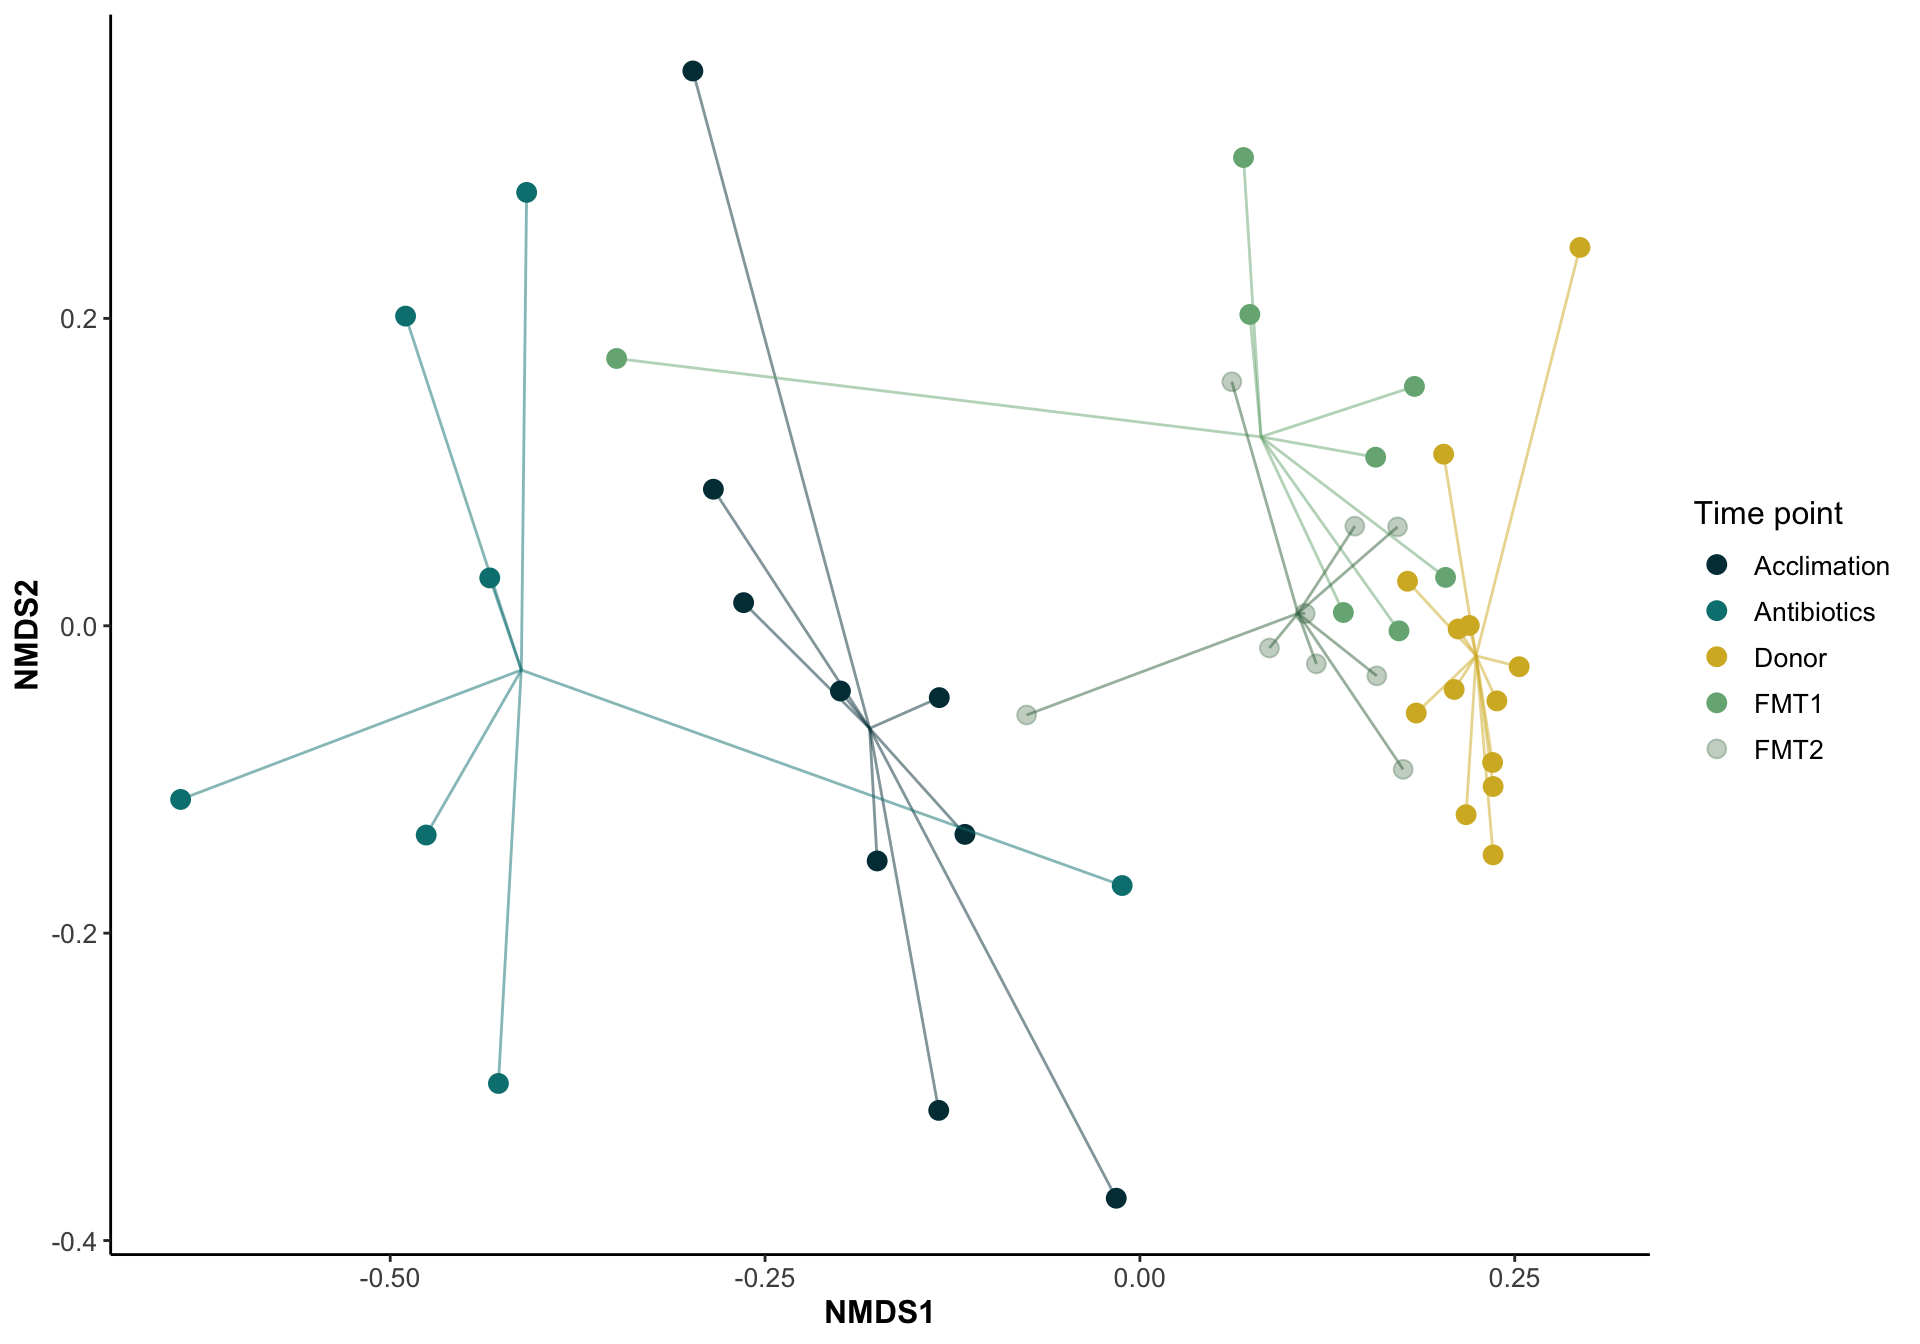 NMDS2
0.2
0.0
-0.2
-0.4
-0.50
-0.25
0.00
0.25
NMDS1
Time point
Acclimation
Antibiotics
Donor
FMT1
FMT2